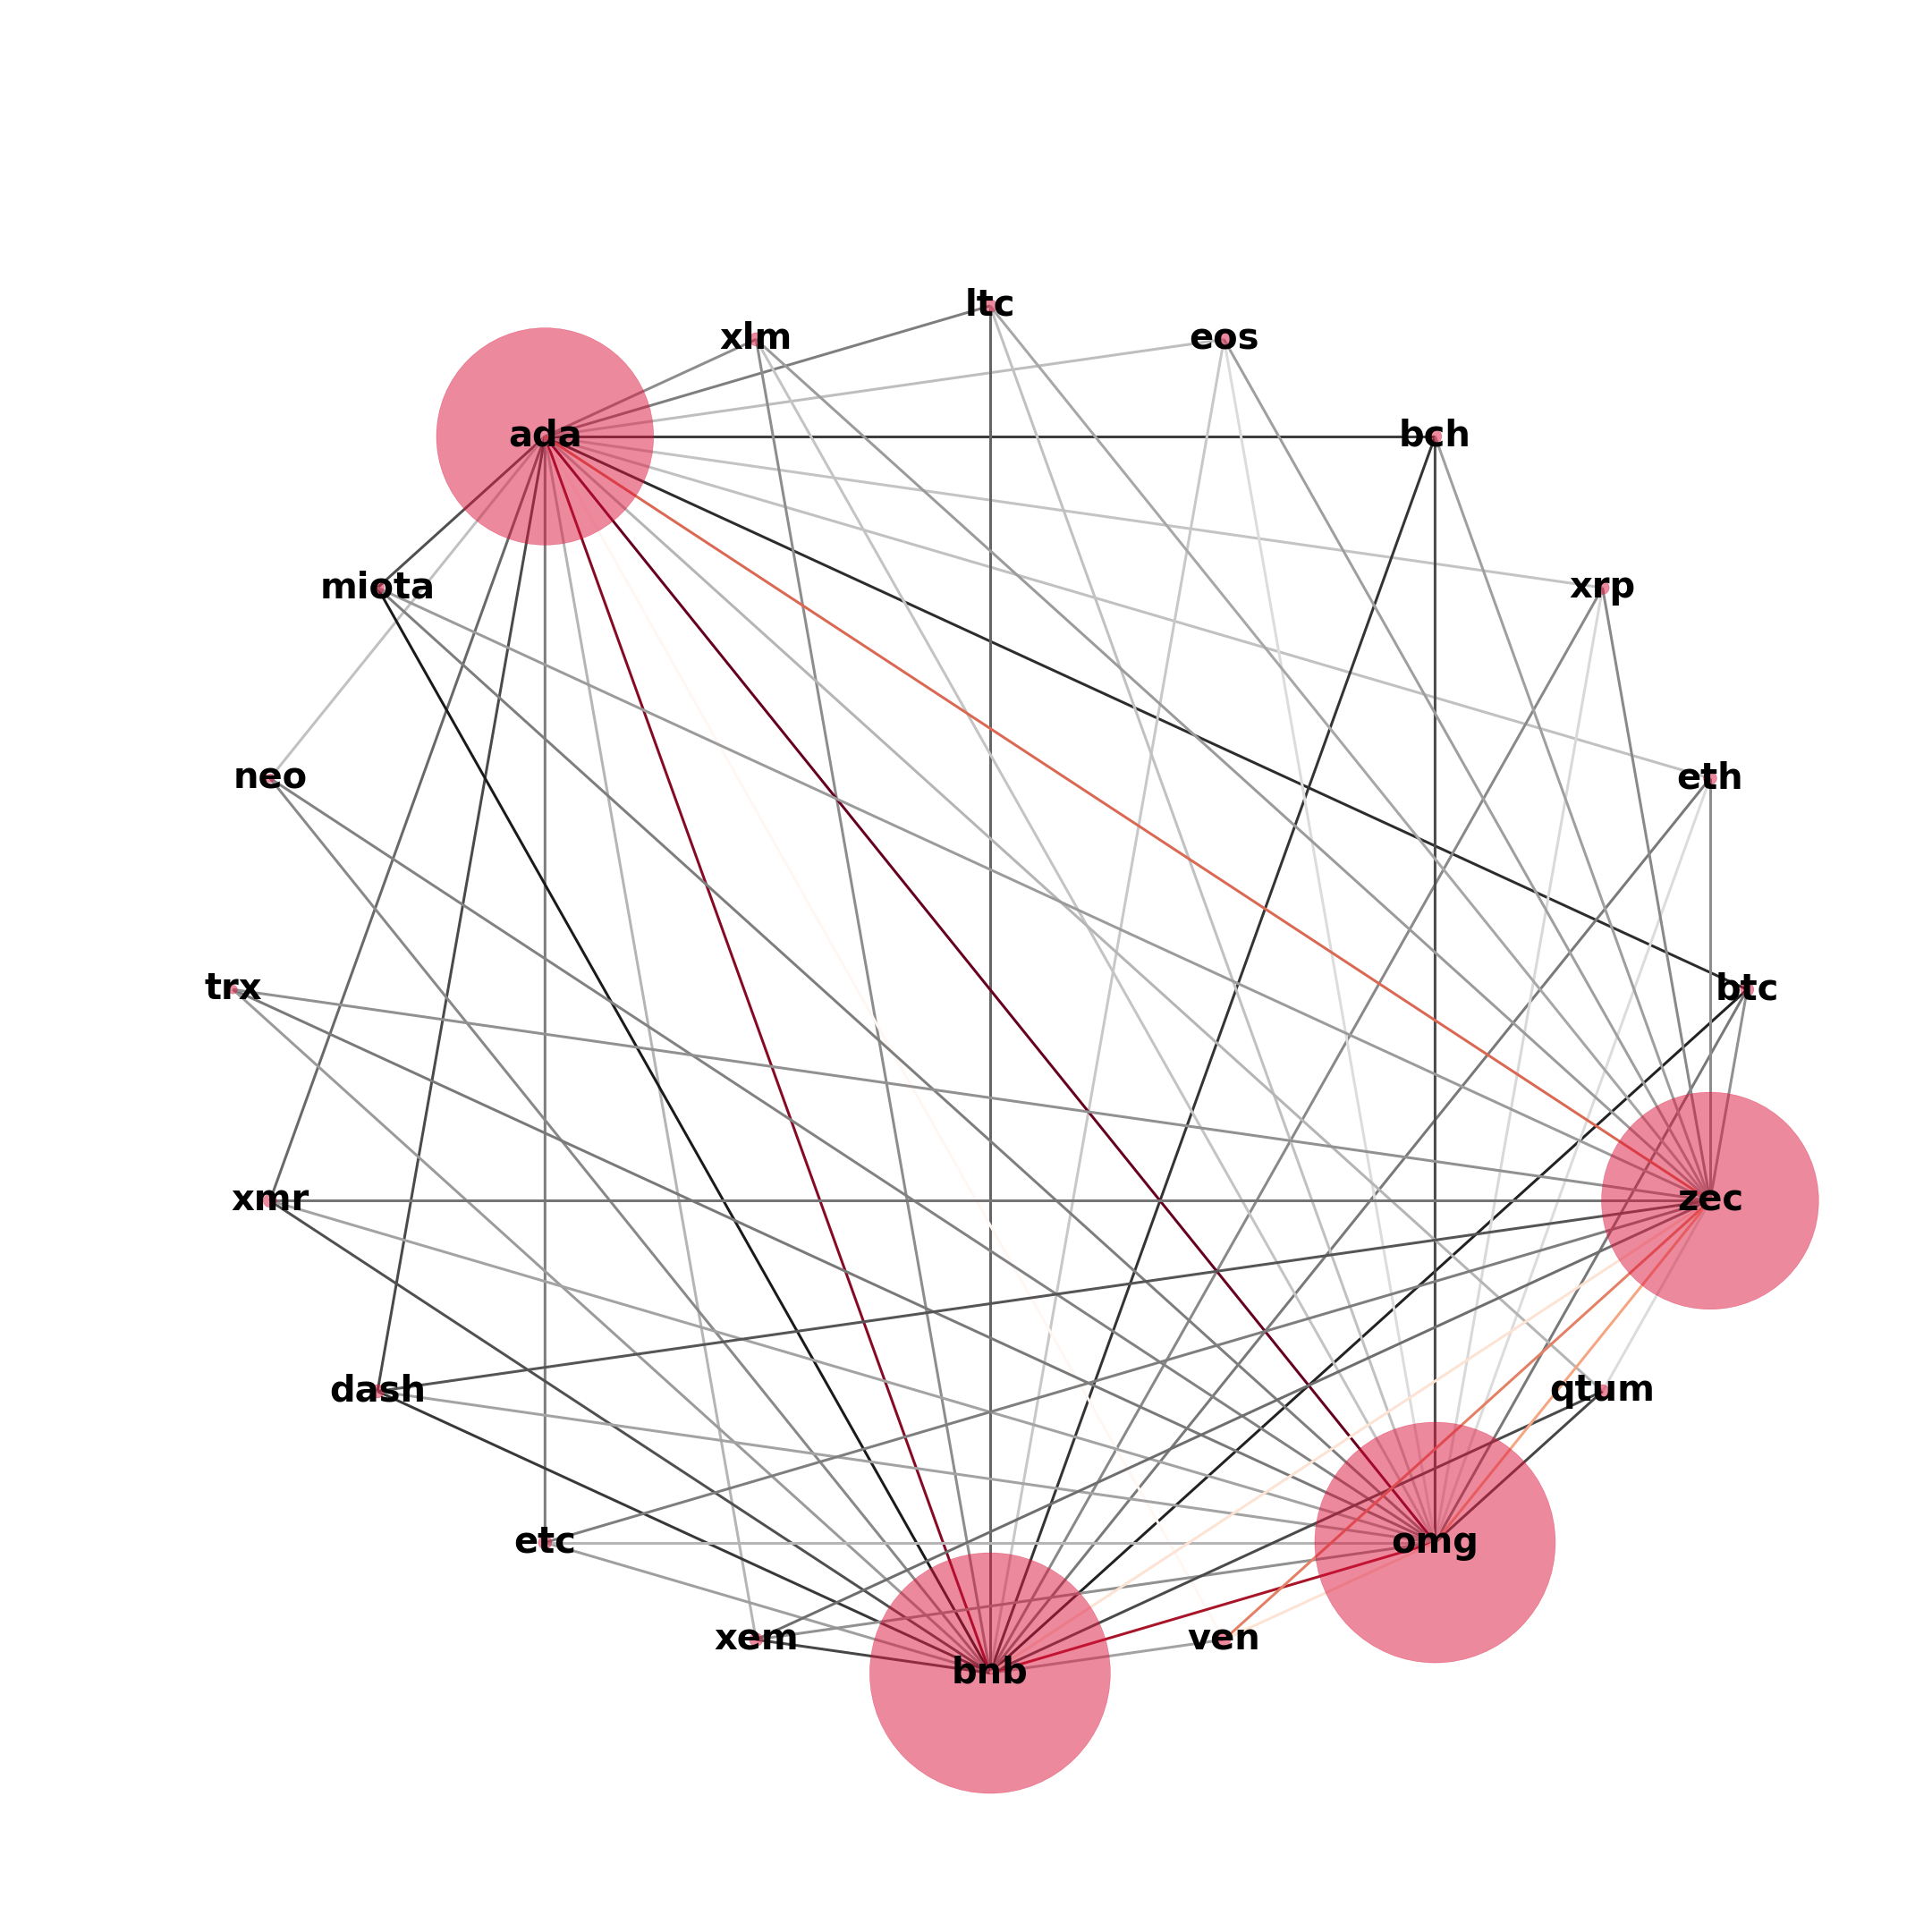 ltc
xlm
eos
ada
bch
miota
xrp
neo
eth
trx
btc
xmr
zec
dash
qtum
etc
omg
xem
ven
bnb